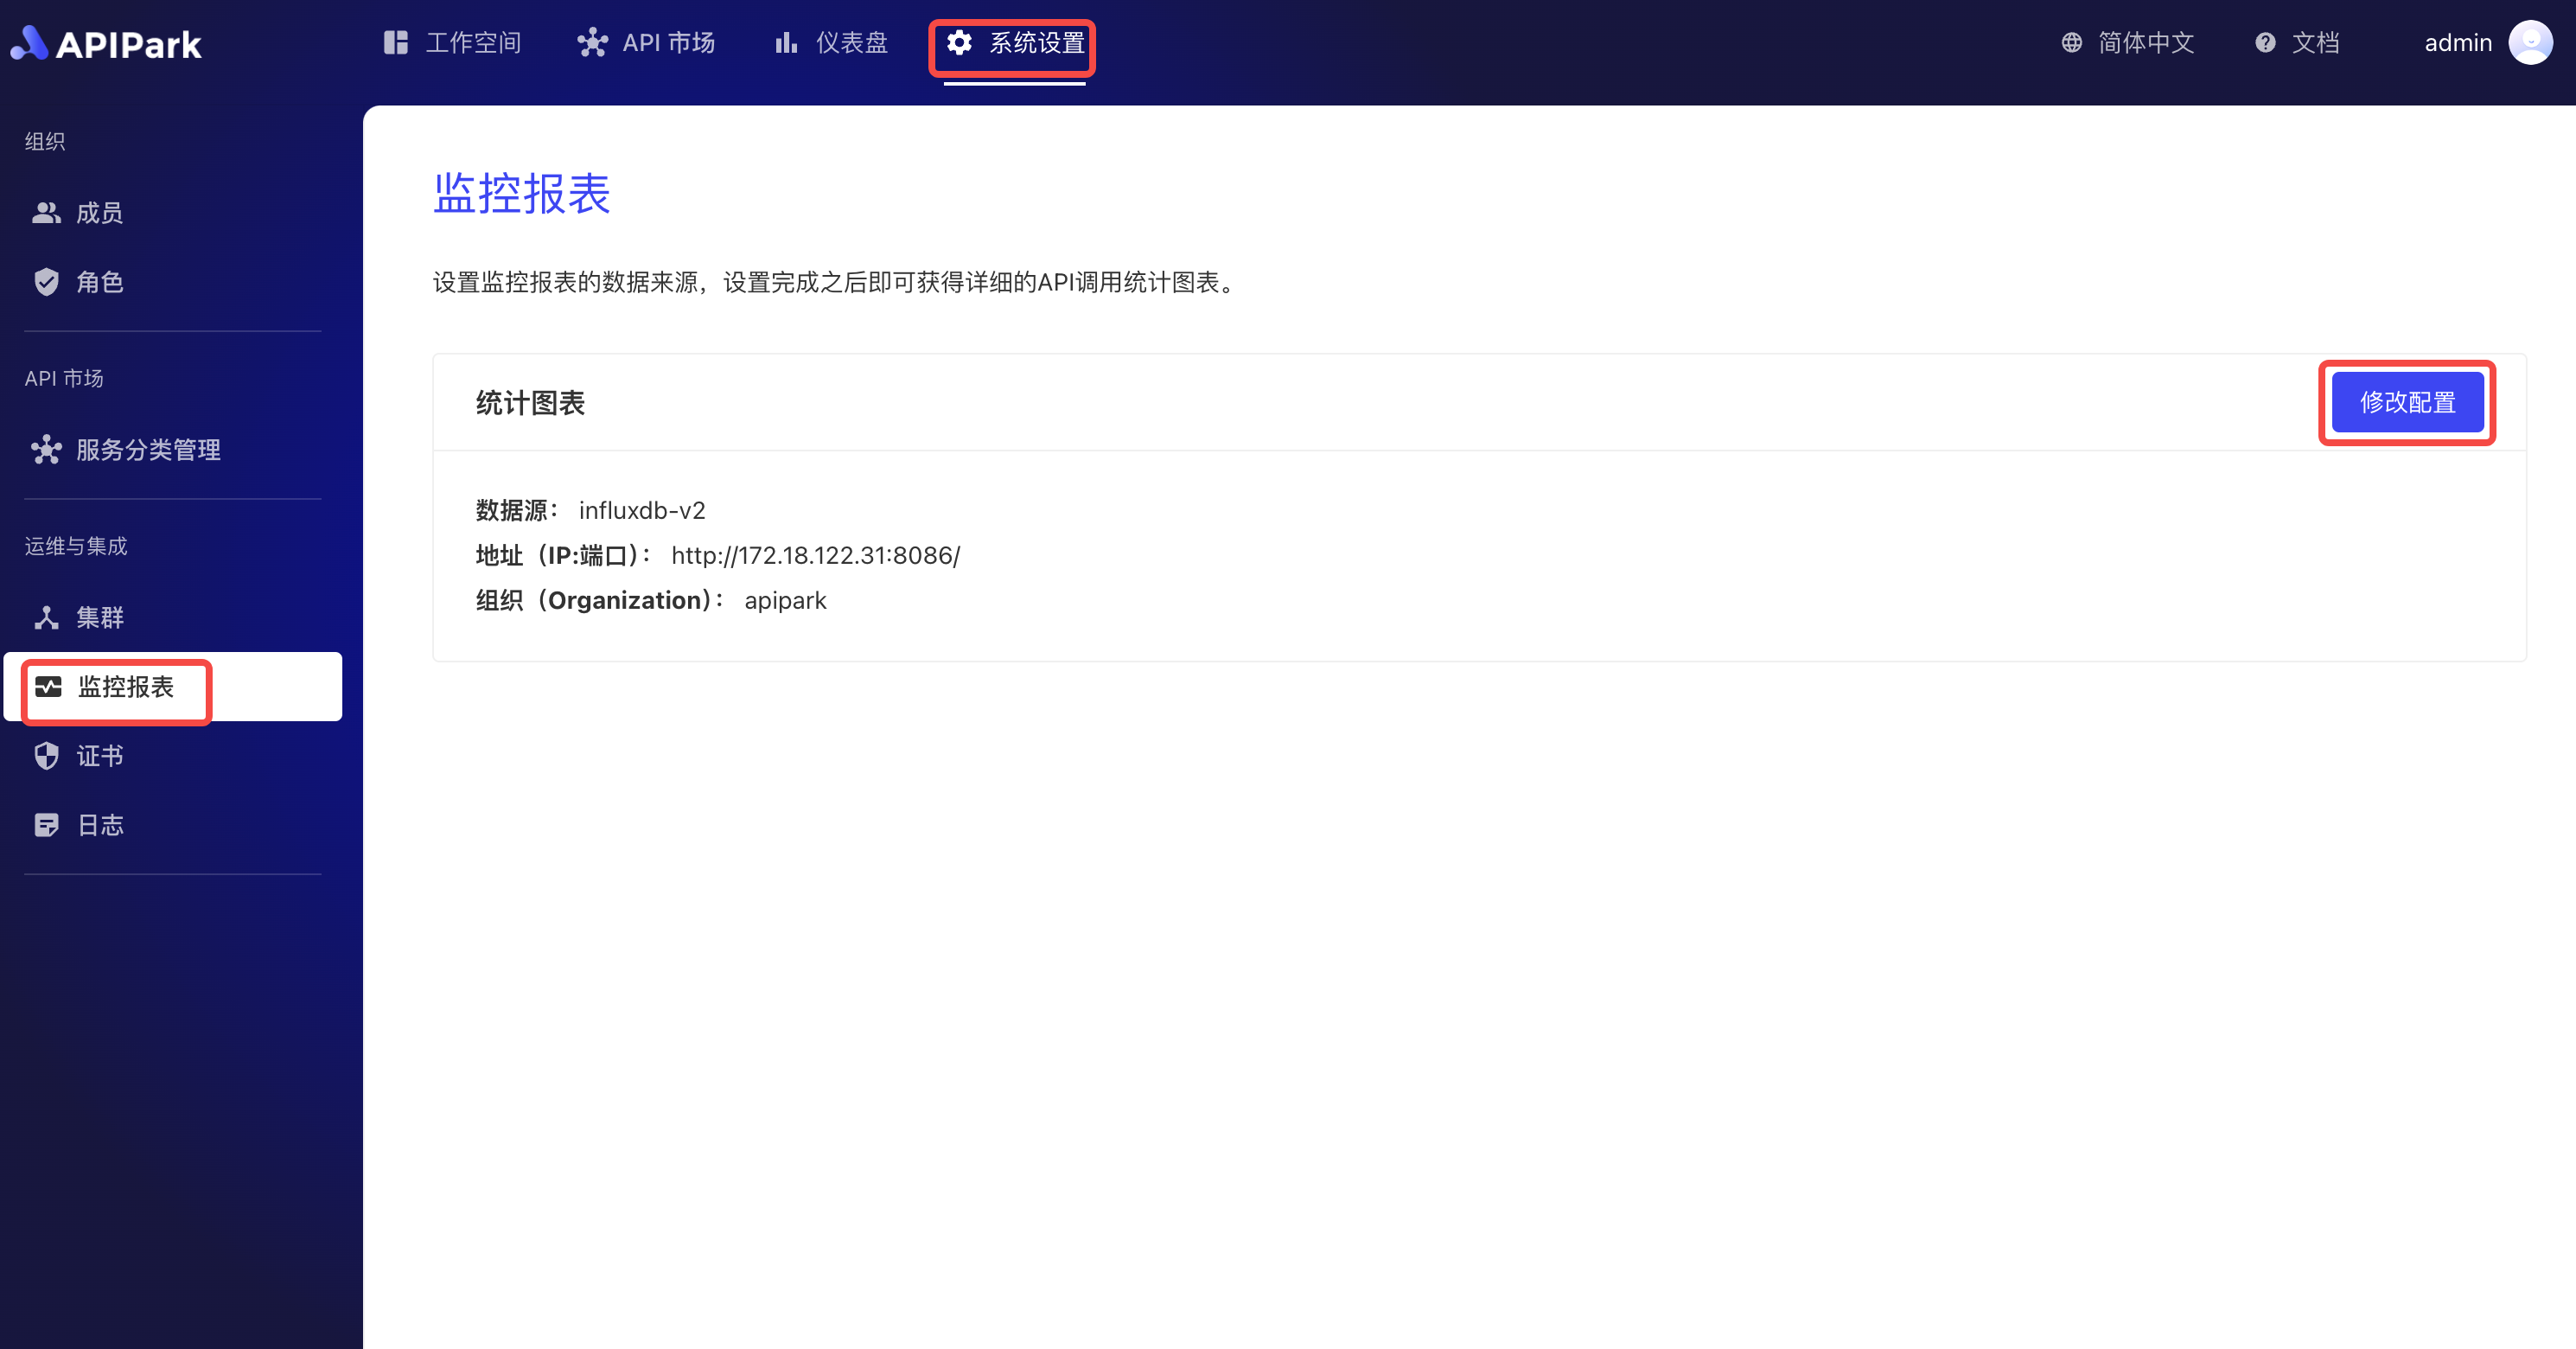 APIPark
工作空间
API 市场
仪表盘
系统设置
简体中文
文档
admin
组织
成员
角色
API 市场
服务分类管理
运维与集成
集群
监控报表
证书
日志
监控报表
设置监控报表的数据来源，设置完成之后即可获得详细的API调用统计图表。
统计图表
修改配置
数据源： influxdb-v2
地址（IP:端口）： http://172.18.122.31:8086/
组织（Organization）： apipark